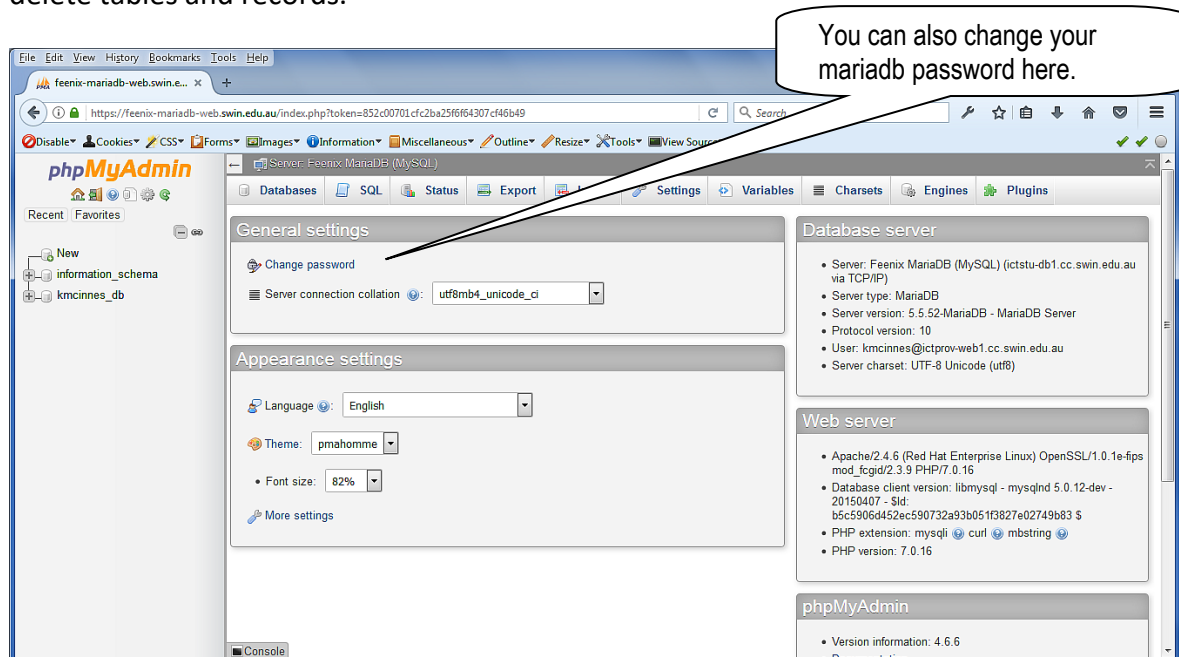 delete tables and records.
You can also change your
mariadb password here.
File Edit View History Bookmarks Tools Help
feenix-mariadb-web.swin.e... × +
https://feenix-mariadb-web.swin.edu.au/index.php?token=852c00701cfc2ba25f6f64307cf46b49 Search
Disable Cookies CSS Forms Images Information Miscellaneous Outline Resize Tools View Source
phpMyAdmin
Recent Favorites
New
information_schema
kmcinnes_db
Server: Feenix MariaDB (MySQL)
Databases SQL Status Export Settings Variables Charsets Engines Plugins
General settings
Change password
Server connection collation : utf8mb4_unicode_ci
Appearance settings
Language : English
Theme: pmahomme
• Font size: 82%
More settings
Console
Database server
• Server: Feenix MariaDB (MySQL) (ictstu-db1.cc.swin.edu.au
via TCP/IP)
• Server type: MariaDB
• Server version: 5.5.52-MariaDB - MariaDB Server
• Protocol version: 10
• User: kmcinnes@ictprov-web1.cc.swin.edu.au
• Server charset: UTF-8 Unicode (utf8)
Web server
• Apache/2.4.6 (Red Hat Enterprise Linux) OpenSSL/1.0.1e-fips
mod_fcgid/2.3.9 PHP/7.0.16
• Database client version: libmysql - mysqlnd 5.0.12-dev -
20150407 - $Id:
b5c5906d452ec590732a93b051f3827e02749b83 $
• PHP extension: mysqli curl mbstring
• PHP version: 7.0.16
phpMyAdmin
• Version information: 4.6.6